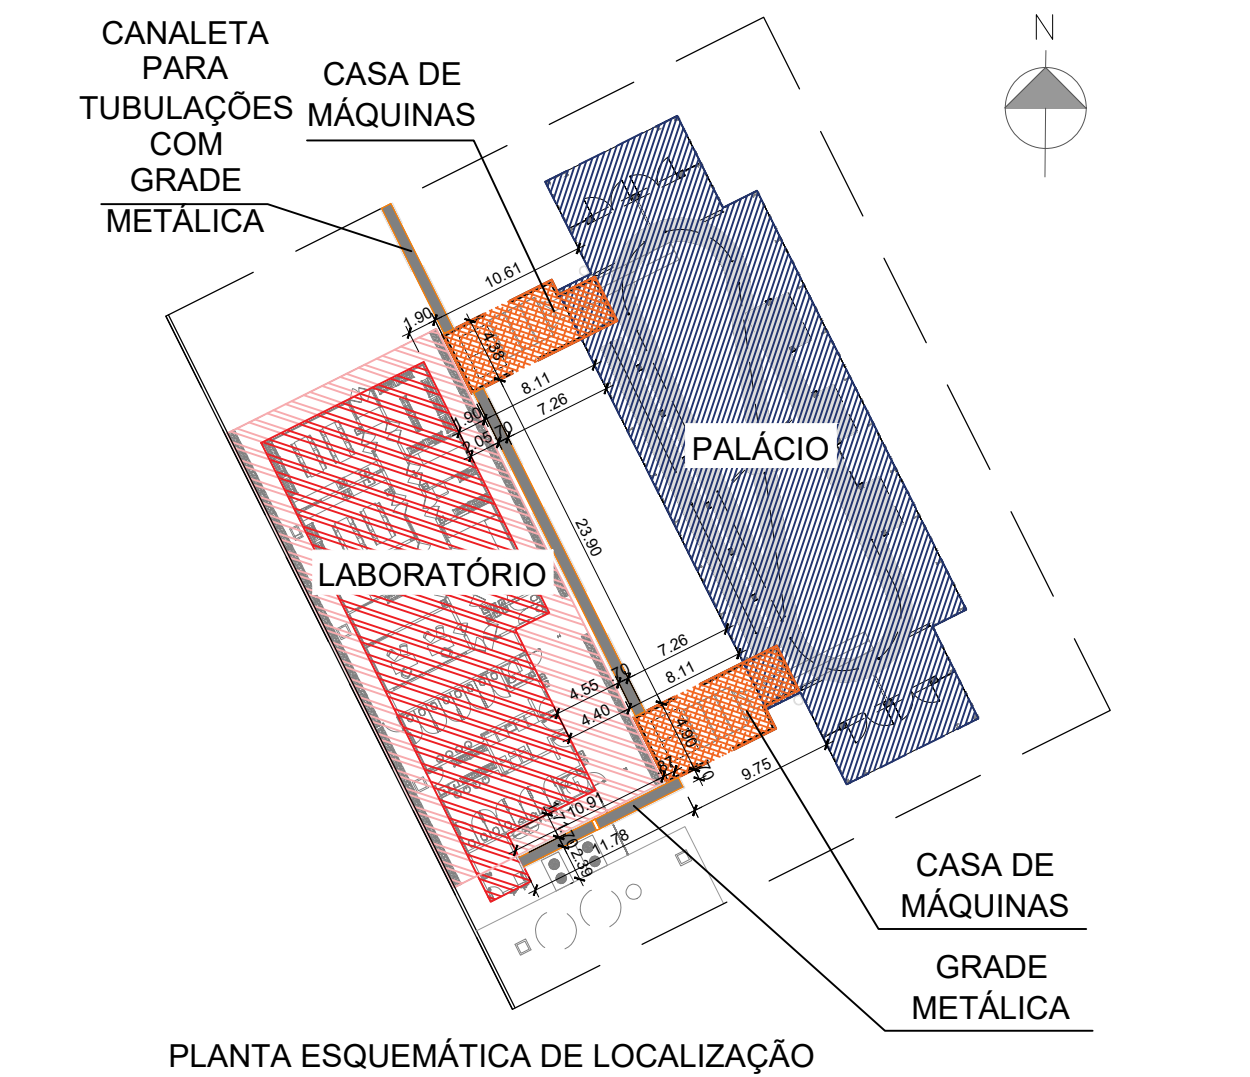 CANALETA
PARA
TUBULAÇÕES
COM
GRADE
METÁLICA
CASA DE
MÁQUINAS
N
10.61
1.90
4.38
8.11
7.26
1.90
2.05
.70
PALÁCIO
23.90
LABORATÓRIO
7.26
.70
8.11
4.55
4.40
4.90
.70
9.75
10.91
11.78
2.39
CASA DE
MÁQUINAS
GRADE
METÁLICA
PLANTA ESQUEMÁTICA DE LOCALIZAÇÃO